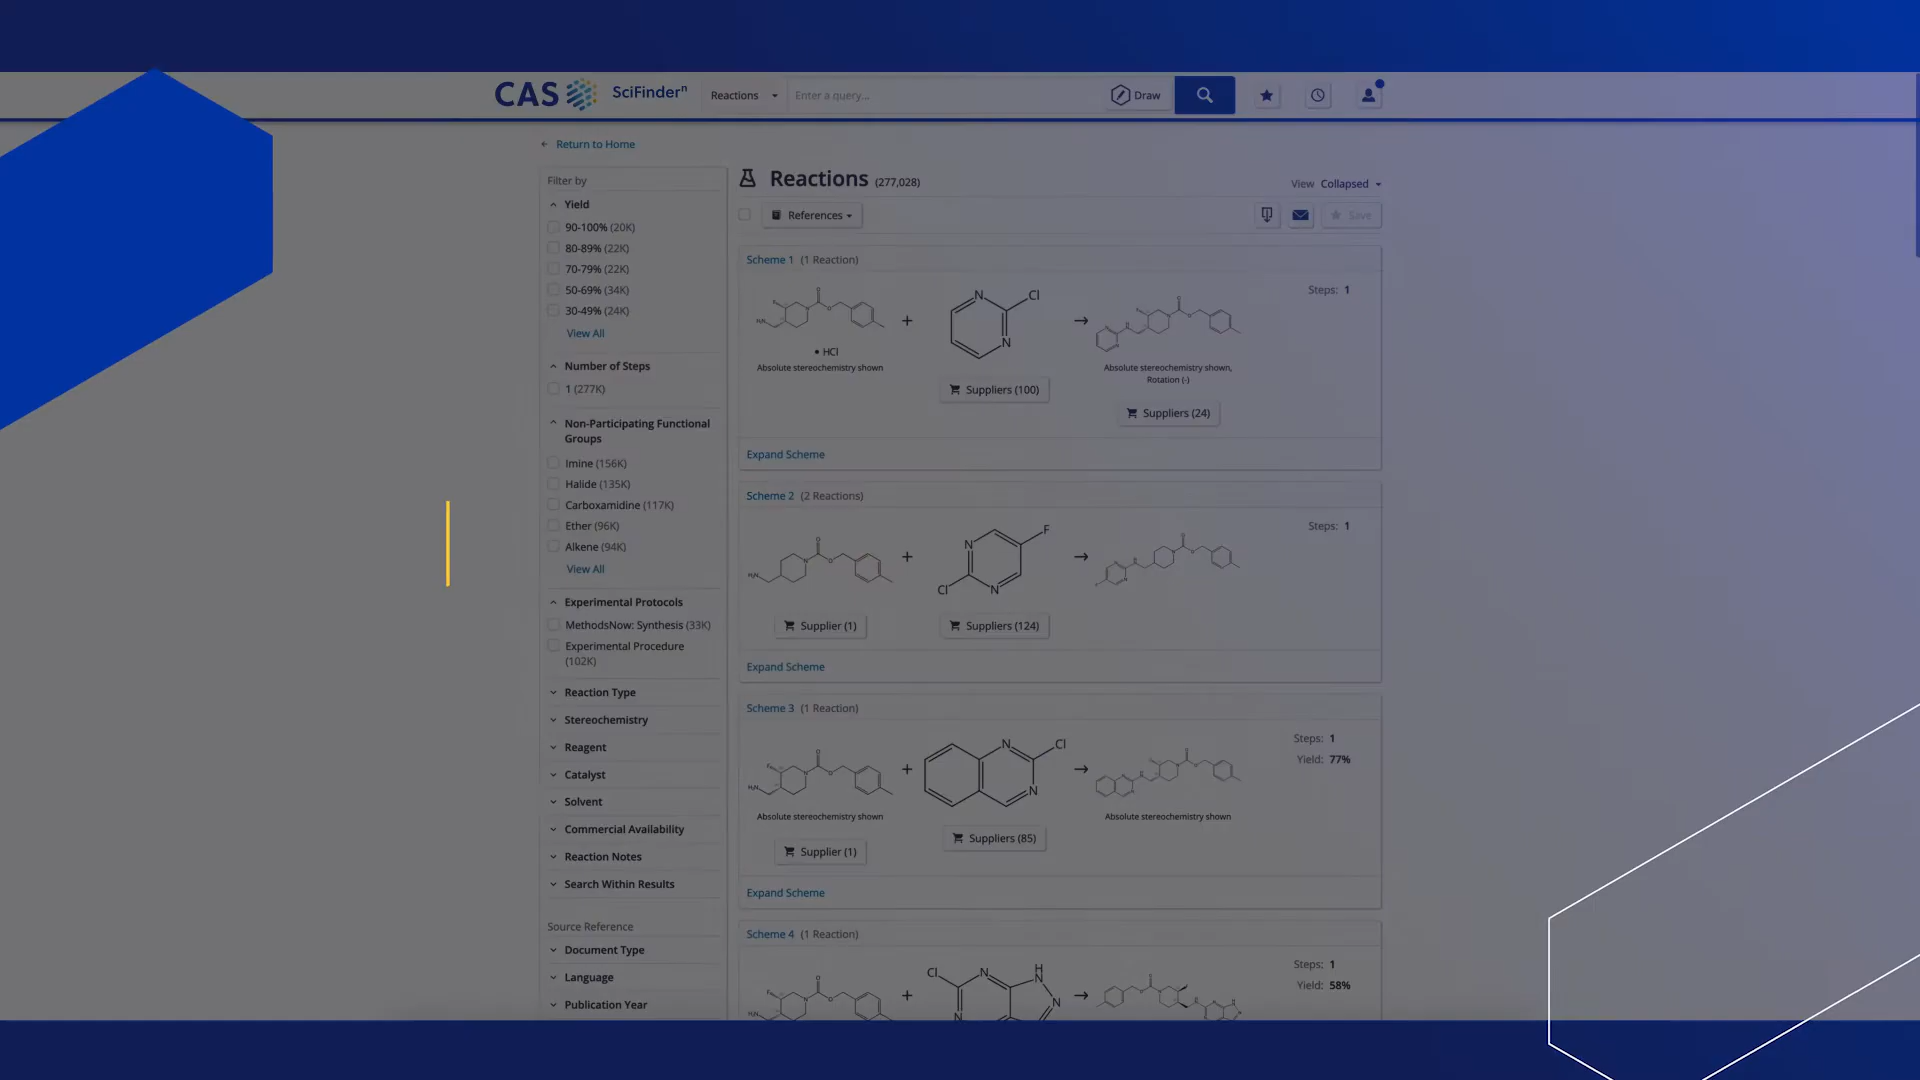 CAS SciFinderⁿ Reactions Enter a query... Draw
Return to Home
Filter by
Yield
90-100% (20K)
80-89% (22K)
70-79% (22K)
50-69% (34K)
30-49% (24K)
View All
Number of Steps
1 (277K)
Non-Participating Functional
Groups
Imine (156K)
Halide (135K)
Carboxamidine (117K)
Ether (96K)
Alkene (94K)
View All
Experimental Protocols
MethodsNow: Synthesis (33K)
Experimental Procedure
(102K)
Reaction Type
Stereochemistry
Reagent
Catalyst
Solvent
Commercial Availability
Reaction Notes
Search Within Results
Source Reference
Document Type
Language
Publication Year
Reactions (277,028)
View Collapsed
References
Save
Scheme 1 (1 Reaction)
Steps: 1
N
Cl
N
• HCl
Absolute stereochemistry shown
Suppliers (100)
Absolute stereochemistry shown,
Rotation (-)
Suppliers (24)
Expand Scheme
Scheme 2 (2 Reactions)
Steps: 1
F
N
Cl
N
Supplier (1)
Suppliers (124)
Expand Scheme
Scheme 3 (1 Reaction)
Steps: 1
Yield: 77%
N
Cl
N
Absolute stereochemistry shown
Supplier (1)
Suppliers (85)
Absolute stereochemistry shown
Expand Scheme
Scheme 4 (1 Reaction)
Steps: 1
Yield: 58%
Cl
N
H
N
N
N